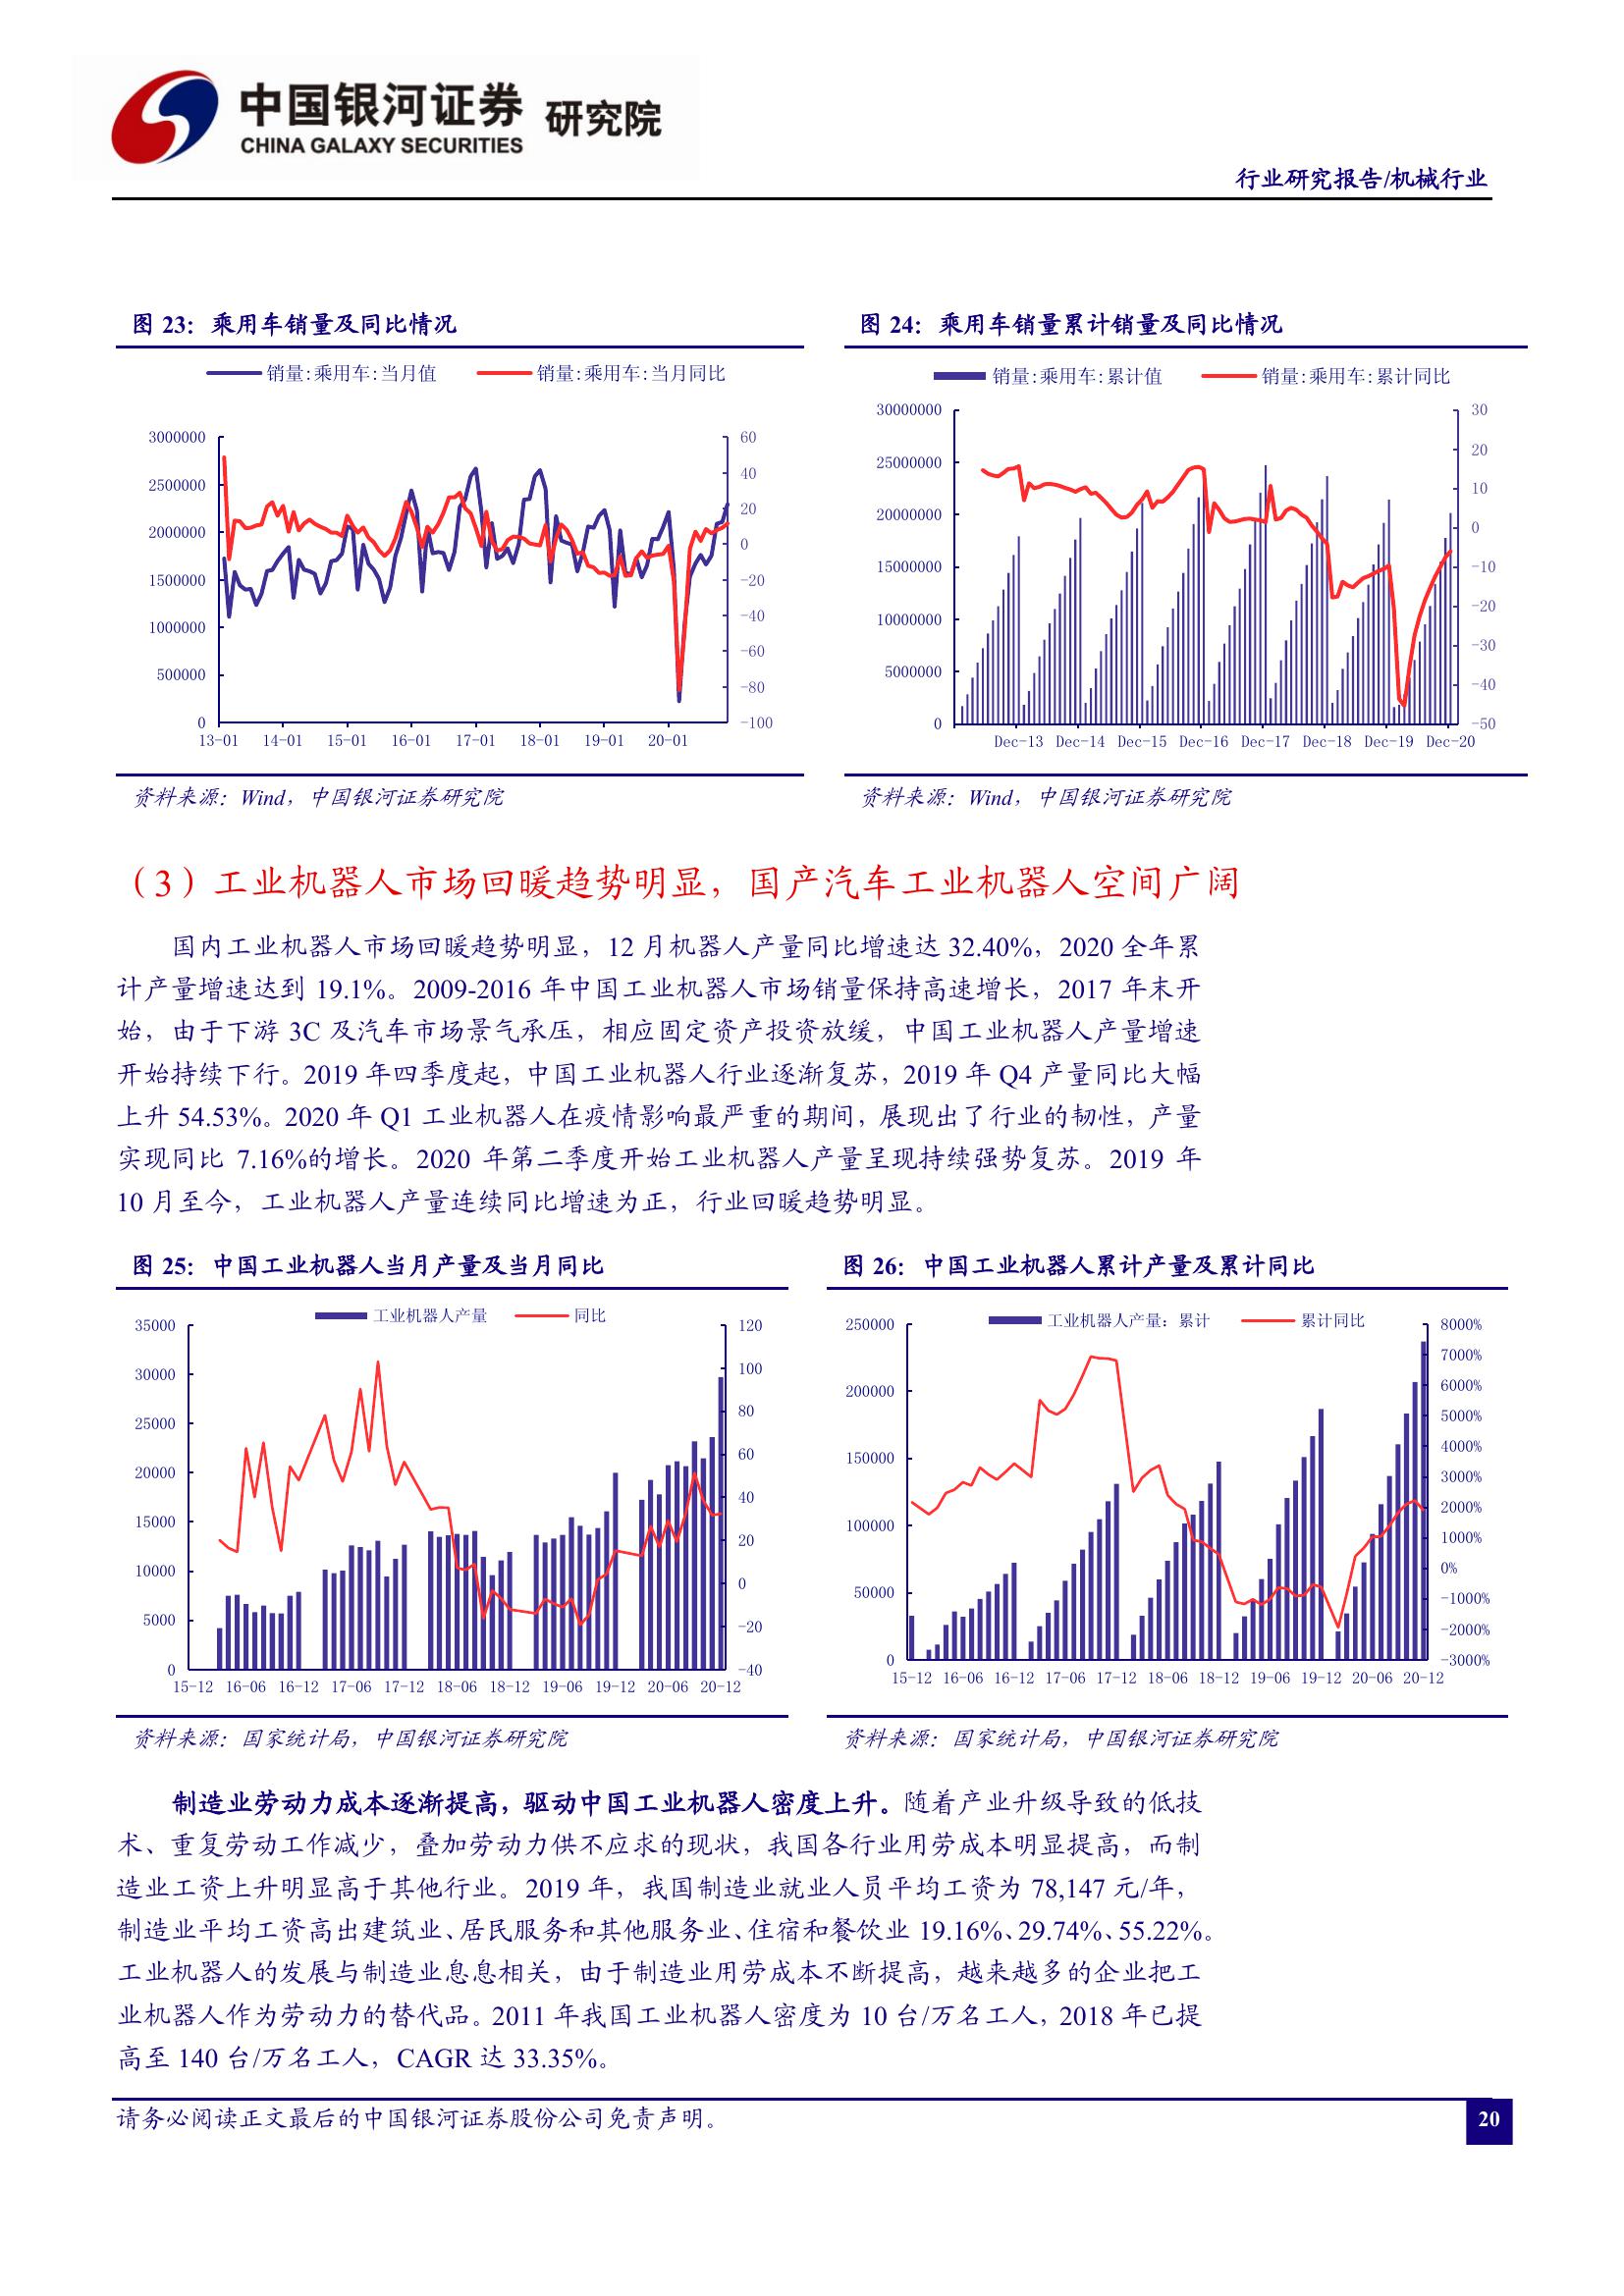 中国银河证券 研究院
CHINA GALAXY SECURITIES
行业研究报告/机械行业
图 23：乘用车销量及同比情况
销量:乘用车:当月值 销量:乘用车:当月同比
3000000
2500000
2000000
1500000
1000000
500000
0
60
40
20
0
-20
-40
-60
-80
-100
13-01 14-01 15-01 16-01 17-01 18-01 19-01 20-01
资料来源：Wind，中国银河证券研究院
图 24：乘用车销量累计销量及同比情况
销量:乘用车:累计值 销量:乘用车:累计同比
30000000
25000000
20000000
15000000
10000000
5000000
0
30
20
10
0
-10
-20
-30
-40
-50
Dec-13 Dec-14 Dec-15 Dec-16 Dec-17 Dec-18 Dec-19 Dec-20
资料来源：Wind，中国银河证券研究院
（3）工业机器人市场回暖趋势明显，国产汽车工业机器人空间广阔
国内工业机器人市场回暖趋势明显，12 月机器人产量同比增速达 32.40%，2020 全年累
计产量增速达到 19.1%。2009-2016 年中国工业机器人市场销量保持高速增长，2017 年末开
始，由于下游 3C 及汽车市场景气承压，相应固定资产投资放缓，中国工业机器人产量增速
开始持续下行。2019 年四季度起，中国工业机器人行业逐渐复苏，2019 年 Q4 产量同比大幅
上升 54.53%。2020 年 Q1 工业机器人在疫情影响最严重的期间，展现出了行业的韧性，产量
实现同比 7.16%的增长。2020 年第二季度开始工业机器人产量呈现持续强势复苏。2019 年
10 月至今，工业机器人产量连续同比增速为正，行业回暖趋势明显。
图 25：中国工业机器人当月产量及当月同比
工业机器人产量 同比
35000
30000
25000
20000
15000
10000
5000
0
120
100
80
60
40
20
0
-20
-40
15-12 16-06 16-12 17-06 17-12 18-06 18-12 19-06 19-12 20-06 20-12
资料来源：国家统计局，中国银河证券研究院
图 26：中国工业机器人累计产量及累计同比
工业机器人产量：累计 累计同比
250000
200000
150000
100000
50000
0
8000%
7000%
6000%
5000%
4000%
3000%
2000%
1000%
0%
-1000%
-2000%
-3000%
15-12 16-06 16-12 17-06 17-12 18-06 18-12 19-06 19-12 20-06 20-12
资料来源：国家统计局，中国银河证券研究院
制造业劳动力成本逐渐提高，驱动中国工业机器人密度上升。随着产业升级导致的低技
术、重复劳动工作减少，叠加劳动力供不应求的现状，我国各行业用劳成本明显提高，而制
造业工资上升明显高于其他行业。2019 年，我国制造业就业人员平均工资为 78,147 元/年，
制造业平均工资高出建筑业、居民服务和其他服务业、住宿和餐饮业 19.16%、29.74%、55.22%。
工业机器人的发展与制造业息息相关，由于制造业用劳成本不断提高，越来越多的企业把工
业机器人作为劳动力的替代品。2011 年我国工业机器人密度为 10 台/万名工人，2018 年已提
高至 140 台/万名工人，CAGR 达 33.35%。
请务必阅读正文最后的中国银河证券股份公司免责声明。
20